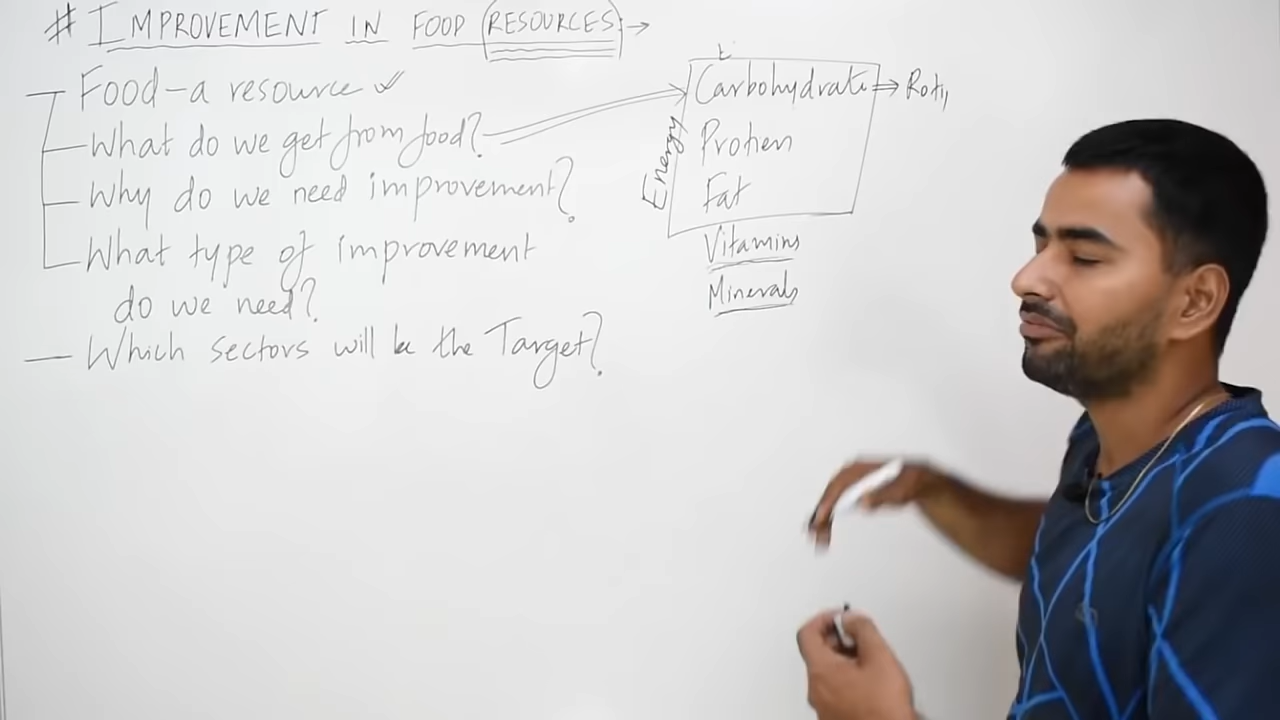 # IMPROVEMENT IN FOOD RESOURCES →
Food-a resource ✓
What do we get from food?
Why do we need improvement?
What type of improvement
do we need?
Which sectors will be the Target?
Energy
Carbohydrate ⇒ Roti,
Protien
Fat
Vitamins
Minerals